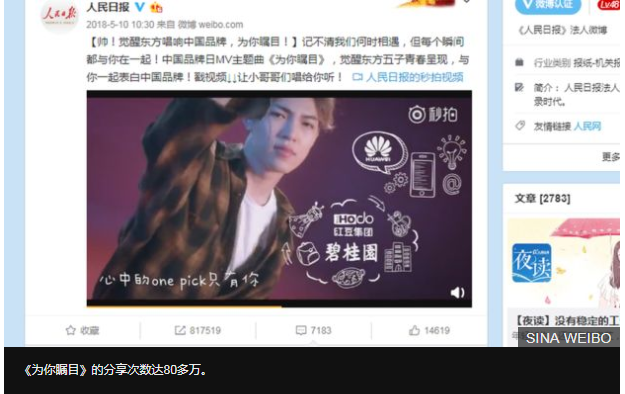 人民日报
人民日报
2018-5-10 10:30 来自 微博 weibo.com
【帅！觉醒东方唱响中国品牌，为你瞩目！】记不清我们何时相遇，但每个瞬间
都与你在一起！中国品牌日MV主题曲《为你瞩目》，觉醒东方五子青春呈现，与
你一起表白中国品牌！戳视频↓↓让小哥哥们唱给你听！ 人民日报的秒拍视频
秒拍
HUAWEI
HOdo
红豆集团
碧桂园
心中的one pick只有你
收藏
817519
7183
14619
微博认证
Lv48
《人民日报》法人微博
行业类别 报纸-机关报
简介： 人民日报法人
录时代。
友情链接 人民网
更多
文章 [2783]
夜读
【夜读】没有稳定的工
SINA WEIBO
《为你瞩目》的分享次数达80多万。